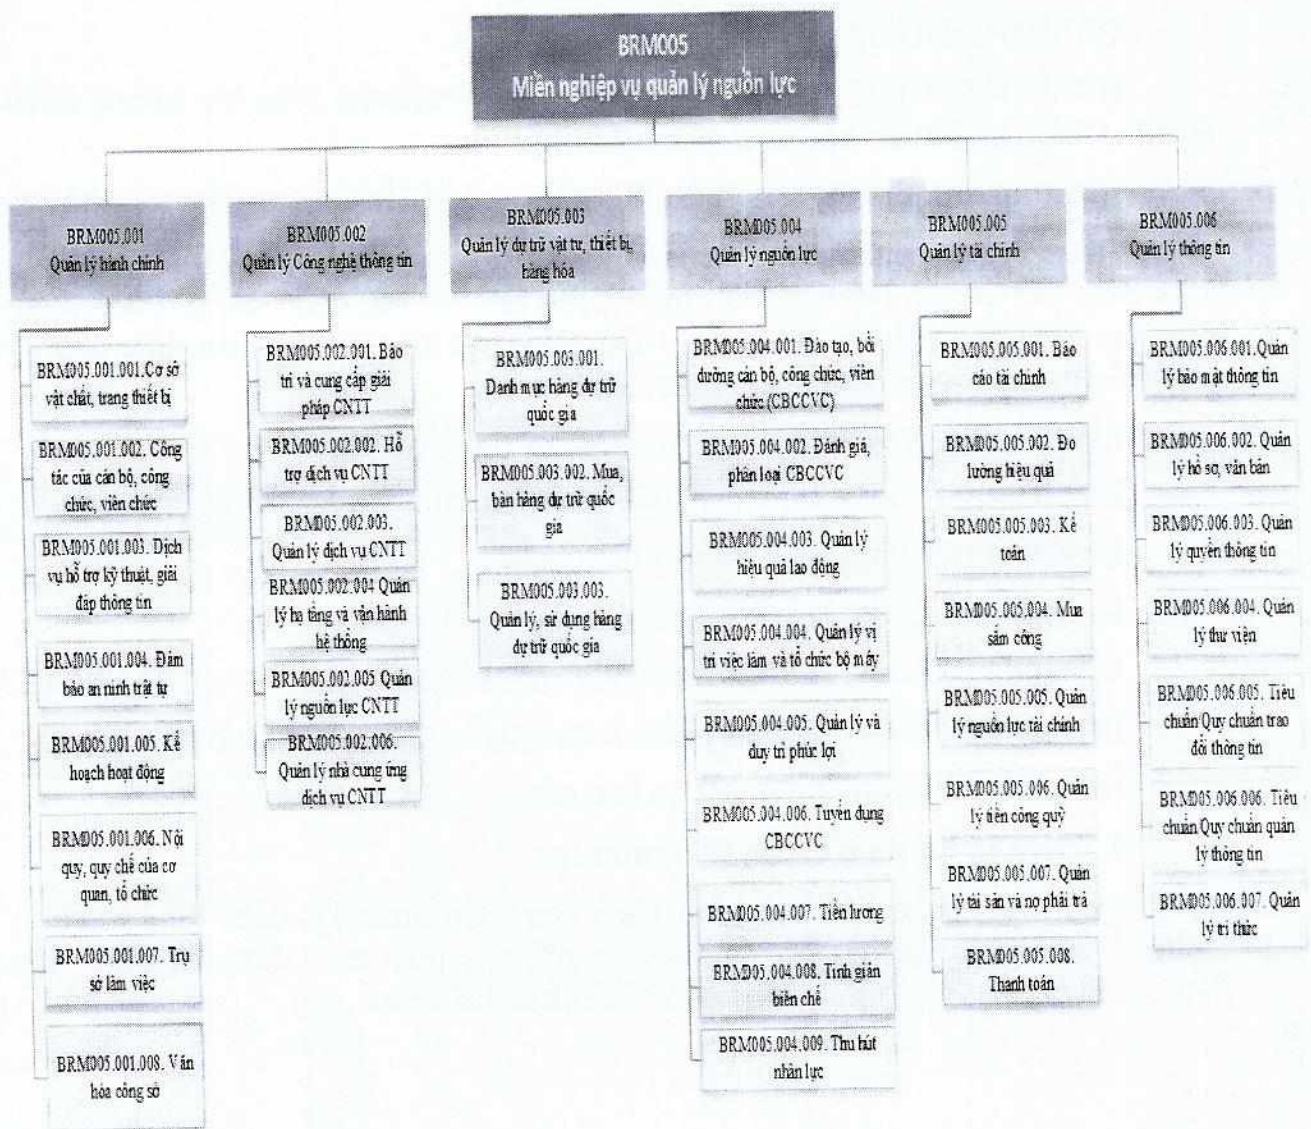 BRM005
Miền nghiệp vụ quản lý nguồn lực
BRM005.001
Quản lý hành chính
BRM005.001.001. Cơ sở
vật chất, trang thiết bị
BRM005.001.002. Công
tác của cán bộ, công
chức, viên chức
BRM005.001.003. Dịch
vụ hỗ trợ kỹ thuật, giải
đáp thông tin
BRM005.001.004. Đảm
bảo an ninh trật tự
BRM005.001.005. Kế
hoạch hoạt động
BRM005.001.006. Nội
quy, quy chế của cơ
quan, tổ chức
BRM005.001.007. Trụ
sở làm việc
BRM005.001.008. Văn
hóa công sở
BRM005.002
Quản lý Công nghệ thông tin
BRM005.002.001. Bảo
trì và cung cấp giải
pháp CNTT
BRM005.002.002. Hỗ
trợ dịch vụ CNTT
BRM005.002.003.
Quản lý dịch vụ CNTT
BRM005.002.004 Quản
lý hạ tầng và vận hành
hệ thống
BRM005.002.005 Quản
lý nguồn lực CNTT
BRM005.002.006.
Quản lý nhà cung ứng
dịch vụ CNTT
BRM005.003
Quản lý dự trữ vật tư, thiết bị,
hàng hóa
BRM005.003.001.
Danh mục hàng dự trữ
quốc gia
BRM005.003.002. Mua,
bán hàng dự trữ quốc
gia
BRM005.003.003.
Quản lý, sử dụng hàng
dự trữ quốc gia
BRM005.004
Quản lý nguồn lực
BRM005.004.001. Đào tạo, bồi
dưỡng cán bộ, công chức, viên
chức (CBCCVC)
BRM005.004.002. Đánh giá,
phân loại CBCCVC
BRM005.004.003. Quản lý
hiệu quả lao động
BRM005.004.004. Quản lý vị
trí việc làm và tổ chức bộ máy
BRM005.004.005. Quản lý và
duy trì phúc lợi
BRM005.004.006. Tuyển dụng
CBCCVC
BRM005.004.007. Tiền lương
BRM005.004.008. Tinh giản
biên chế
BRM005.004.009. Thu hút
nhân lực
BRM005.005
Quản lý tài chính
BRM005.005.001. Báo
cáo tài chính
BRM005.005.002. Đo
lường hiệu quả
BRM005.005.003. Kế
toán
BRM005.005.004. Mua
sắm công
BRM005.005.005. Quản
lý nguồn lực tài chính
BRM005.005.006. Quản
lý tiền công quỹ
BRM005.005.007. Quản
lý tài sản và nợ phải trả
BRM005.005.008.
Thanh toán
BRM005.006
Quản lý thông tin
BRM005.006.001. Quản
lý bảo mật thông tin
BRM005.006.002. Quản
lý hồ sơ, văn bản
BRM005.006.003. Quản
lý quyền thông tin
BRM005.006.004. Quản
lý thư viện
BRM005.006.005. Tiêu
chuẩn/Quy chuẩn trao
đổi thông tin
BRM005.006.006. Tiêu
chuẩn/Quy chuẩn quản
lý thông tin
BRM005.006.007. Quản
lý tri thức